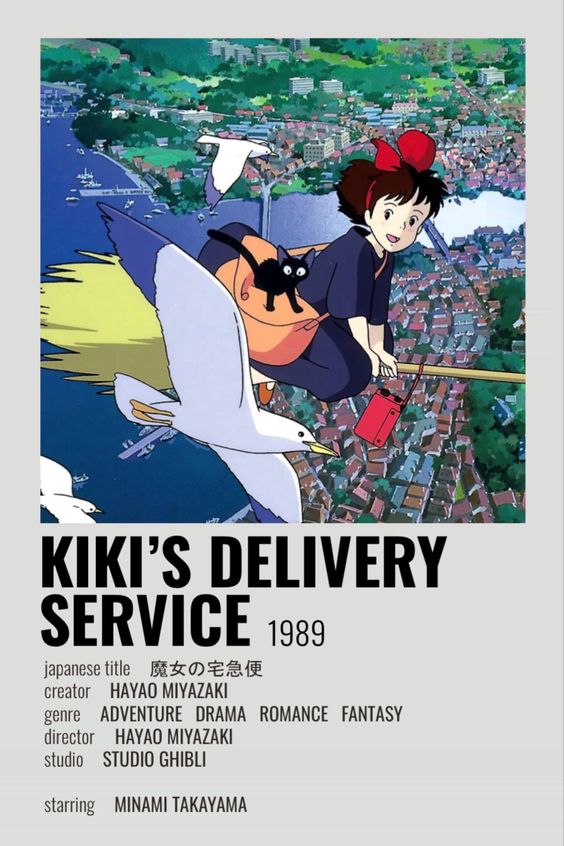 KIKI’S DELIVERY
SERVICE 1989
japanese title 魔女の宅急便
creator HAYAO MIYAZAKI
genre ADVENTURE DRAMA ROMANCE FANTASY
director HAYAO MIYAZAKI
studio STUDIO GHIBLI
starring MINAMI TAKAYAMA